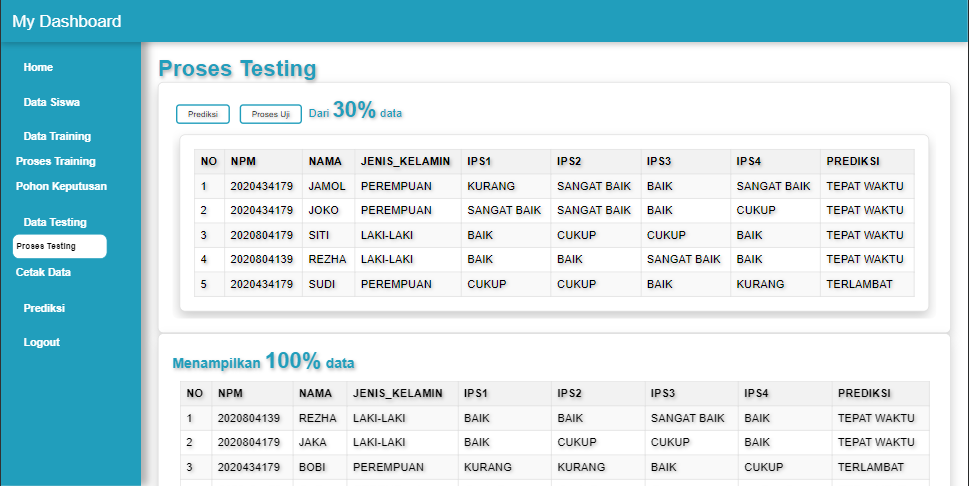 My Dashboard
Home
Data Siswa
Data Training
Proses Training
Pohon Keputusan
Data Testing
Proses Testing
Cetak Data
Prediksi
Logout
Proses Testing
Prediksi Proses Uji Dari 30% data
NO NPM NAMA JENIS_KELAMIN IPS1 IPS2 IPS3 IPS4 PREDIKSI
1 2020434179 JAMOL PEREMPUAN KURANG SANGAT BAIK BAIK SANGAT BAIK TEPAT WAKTU
2 2020434179 JOKO PEREMPUAN SANGAT BAIK SANGAT BAIK BAIK CUKUP TEPAT WAKTU
3 2020804179 SITI LAKI-LAKI BAIK CUKUP CUKUP BAIK TEPAT WAKTU
4 2020804139 REZHA LAKI-LAKI BAIK BAIK SANGAT BAIK BAIK TEPAT WAKTU
5 2020434179 SUDI PEREMPUAN CUKUP CUKUP BAIK KURANG TERLAMBAT
Menampilkan 100% data
NO NPM NAMA JENIS_KELAMIN IPS1 IPS2 IPS3 IPS4 PREDIKSI
1 2020804139 REZHA LAKI-LAKI BAIK BAIK SANGAT BAIK BAIK TEPAT WAKTU
2 2020804179 JAKA LAKI-LAKI BAIK CUKUP CUKUP BAIK TEPAT WAKTU
3 2020434179 BOBI PEREMPUAN KURANG KURANG BAIK CUKUP TERLAMBAT